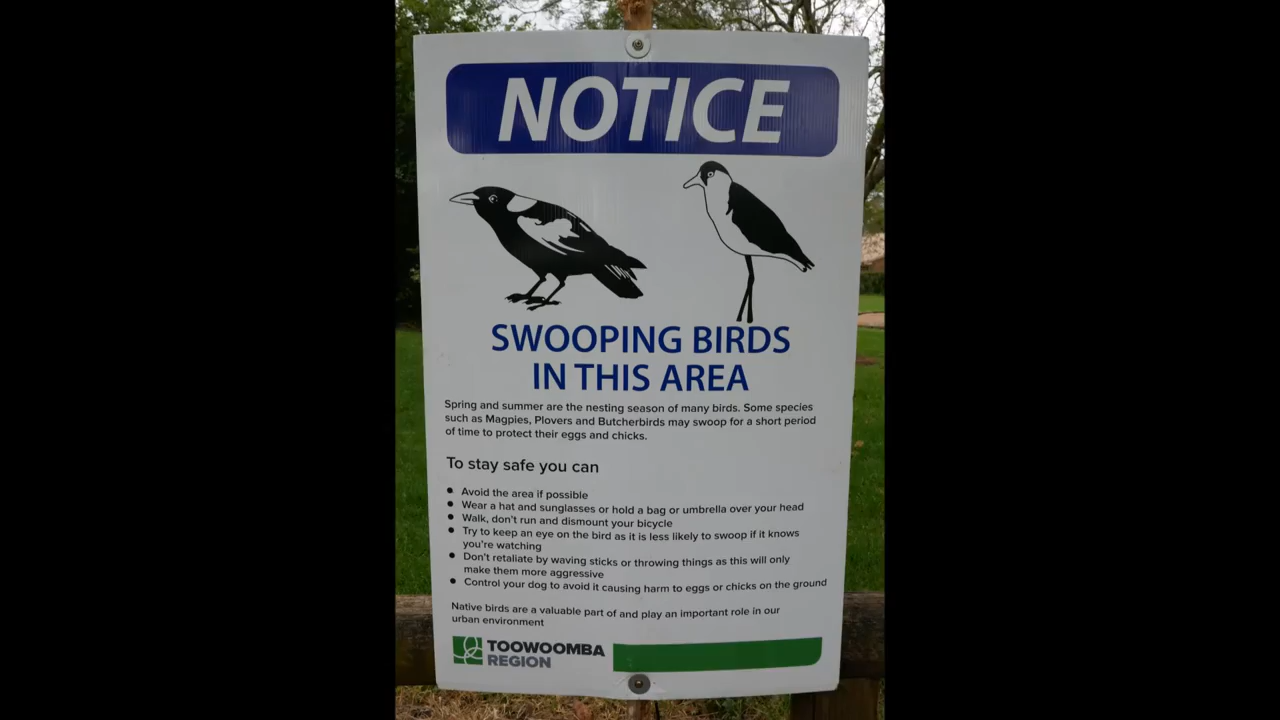 NOTICE
SWOOPING BIRDS
IN THIS AREA
Spring and summer are the nesting season of many birds. Some species
such as Magpies, Plovers and Butcherbirds may swoop for a short period
of time to protect their eggs and chicks.
To stay safe you can
• Avoid the area if possible
• Wear a hat and sunglasses or hold a bag or umbrella over your head
• Walk, don't run and dismount your bicycle
• Try to keep an eye on the bird as it is less likely to swoop if it knows
you're watching
• Don't retaliate by waving sticks or throwing things as this will only
make them more aggressive
• Control your dog to avoid it causing harm to eggs or chicks on the ground
Native birds are a valuable part of and play an important role in our
urban environment
TOOWOOMBA
REGION